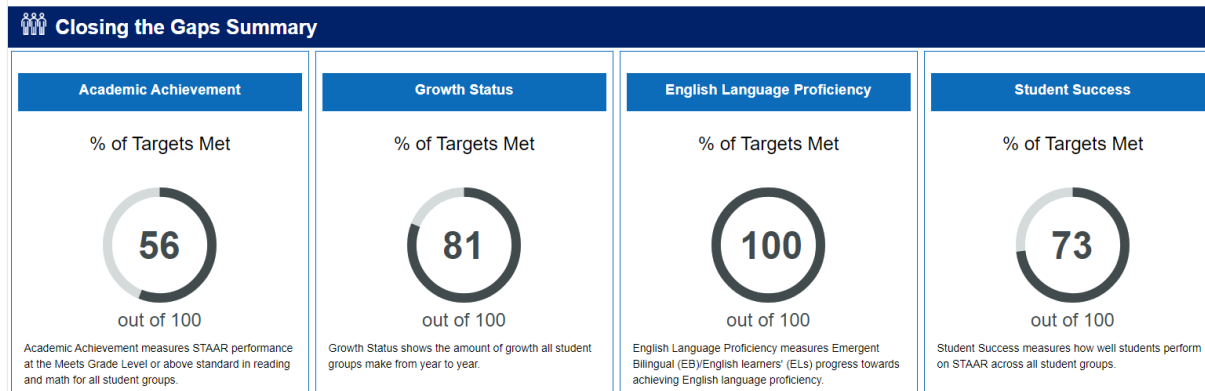 Closing the Gaps Summary
Academic Achievement
% of Targets Met
56
out of 100
Academic Achievement measures STAAR performance
at the Meets Grade Level or above standard in reading
and math for all student groups.
Growth Status
% of Targets Met
81
out of 100
Growth Status shows the amount of growth all student
groups make from year to year.
English Language Proficiency
% of Targets Met
100
out of 100
English Language Proficiency measures Emergent
Bilingual (EB)/English learners' (ELs) progress towards
achieving English language proficiency.
Student Success
% of Targets Met
73
out of 100
Student Success measures how well students perform
on STAAR across all student groups.